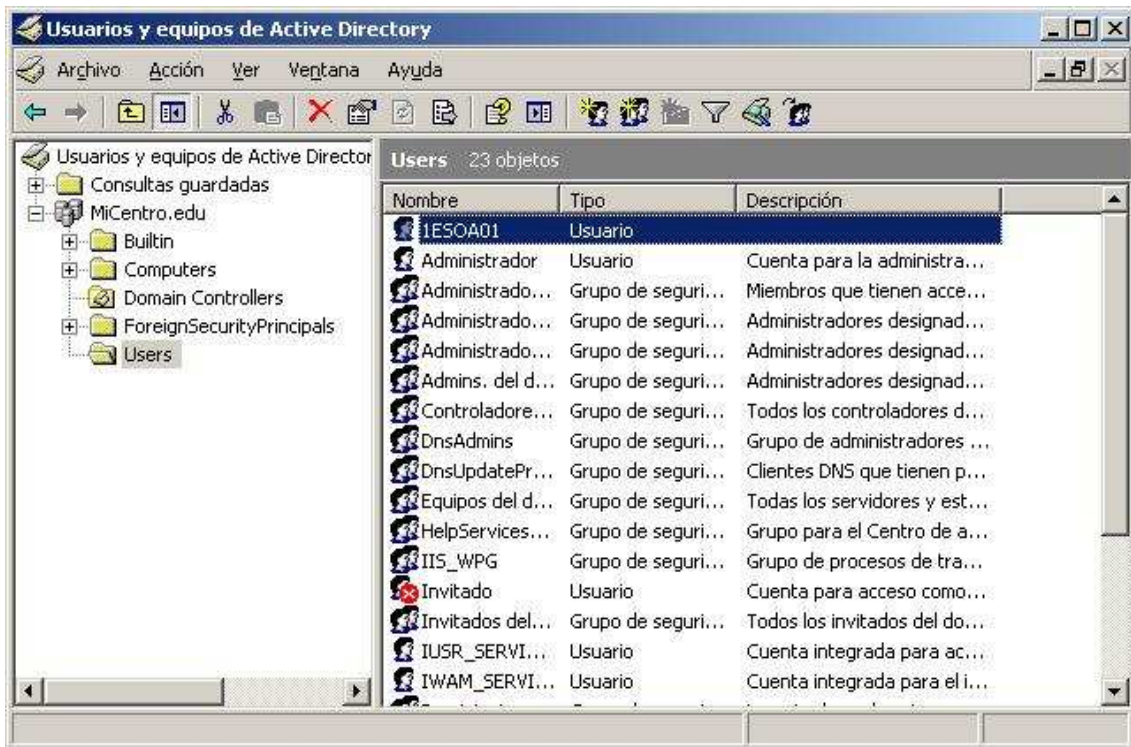 Usuarios y equipos de Active Directory
Archivo Acción Ver Ventana Ayuda
Usuarios y equipos de Active Director
Consultas guardadas
MiCentro.edu
Builtin
Computers
Domain Controllers
ForeignSecurityPrincipals
Users
Users 23 objetos
Nombre Tipo Descripción
1ESOA01 Usuario
Administrador Usuario Cuenta para la administra...
Administrado... Grupo de seguri... Miembros que tienen acce...
Administrado... Grupo de seguri... Administradores designad...
Administrado... Grupo de seguri... Administradores designad...
Admins. del d... Grupo de seguri... Administradores designad...
Controladore... Grupo de seguri... Todos los controladores d...
DnsAdmins Grupo de seguri... Grupo de administradores ...
DnsUpdatePr... Grupo de seguri... Clientes DNS que tienen p...
Equipos del d... Grupo de seguri... Todas los servidores y est...
HelpServices... Grupo de seguri... Grupo para el Centro de a...
IIS_WPG Grupo de seguri... Grupo de procesos de tra...
Invitado Usuario Cuenta para acceso como...
Invitados del... Grupo de seguri... Todos los invitados del do...
IUSR_SERVI... Usuario Cuenta integrada para ac...
IWAM_SERVI... Usuario Cuenta integrada para el i...